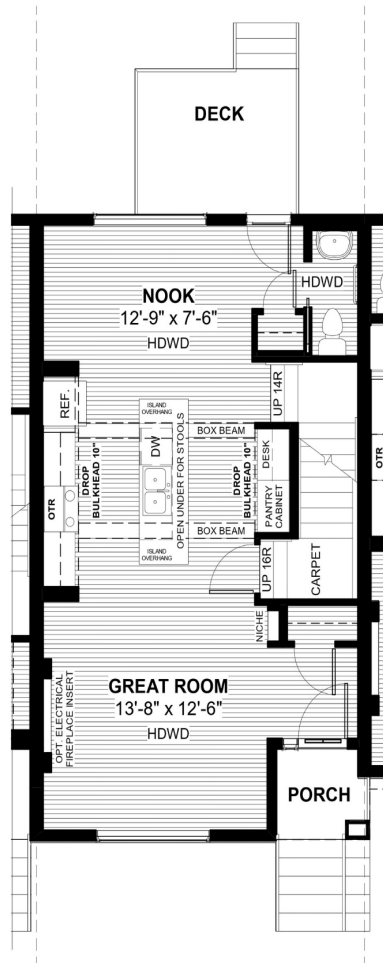 DECK
HDWD
NOOK
12'-9" x 7'-6"
HDWD
REF.
ISLAND
OVERHANG
UP 14R
BOX BEAM
DW
OPEN UNDER FOR STOOLS
DROP
BULKHEAD 10"
DROP
BULKHEAD 10"
DESK
PANTRY
CABINET
OTR
OTR
BOX BEAM
ISLAND
OVERHANG
UP 16R
CARPET
NICHE
GREAT ROOM
13'-8" x 12'-6"
HDWD
OPT. ELECTRICAL
FIREPLACE INSERT
PORCH